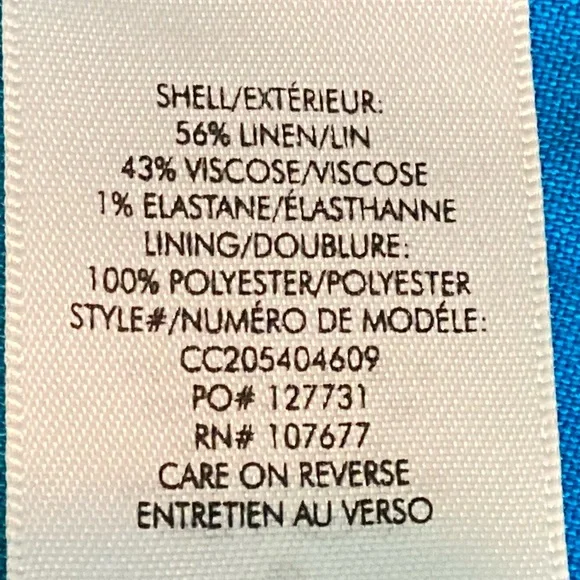 SHELL/EXTÉRIEUR:
56% LINEN/LIN
43% VISCOSE/VISCOSE
1% ELASTANE/ÉLASTHANNE
LINING/DOUBLURE:
100% POLYESTER/POLYESTER
STYLE#/NUMÉRO DE MODÉLE:
CC205404609
PO# 127731
RN# 107677
CARE ON REVERSE
ENTRETIEN AU VERSO